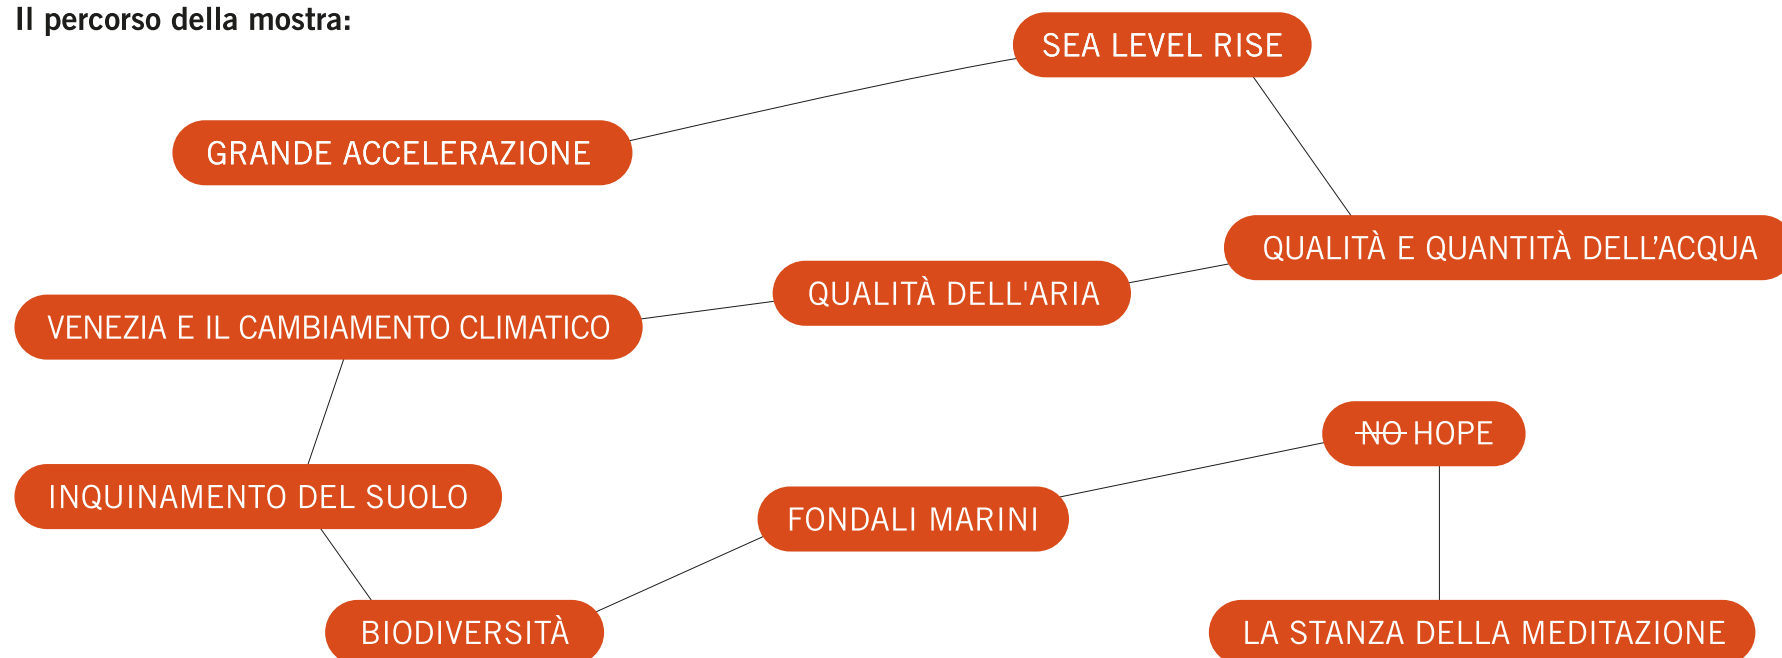 Il percorso della mostra:
SEA LEVEL RISE
GRANDE ACCELERAZIONE
QUALITÀ E QUANTITÀ DELL’ACQUA
QUALITÀ DELL'ARIA
VENEZIA E IL CAMBIAMENTO CLIMATICO
NO HOPE
INQUINAMENTO DEL SUOLO
FONDALI MARINI
BIODIVERSITÀ
LA STANZA DELLA MEDITAZIONE